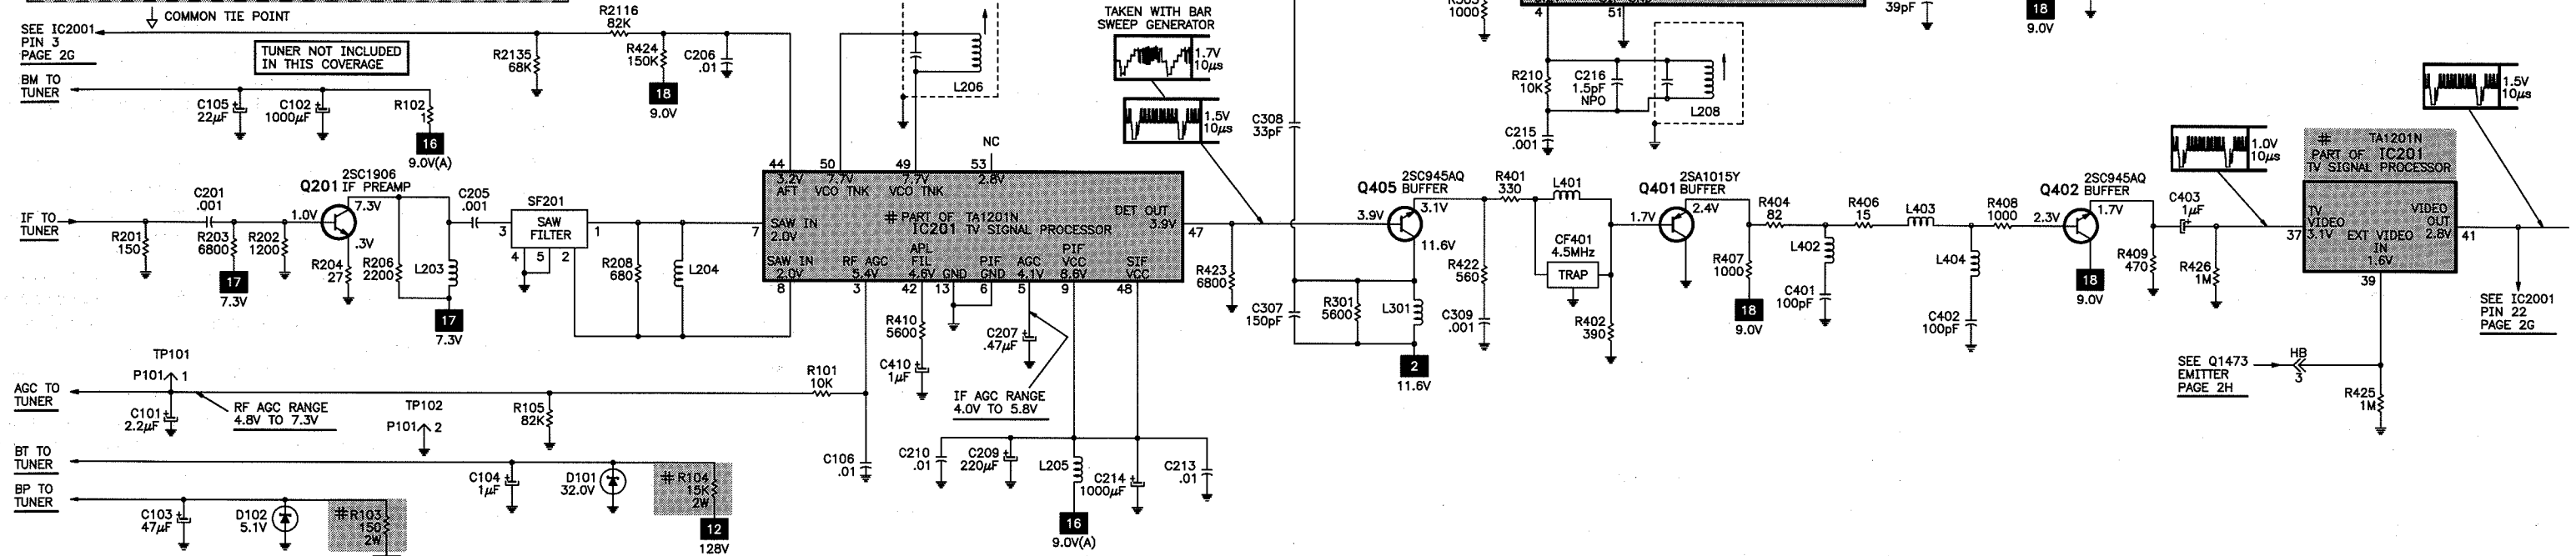 COMMON TIE POINT
SEE IC2001
PIN 3
PAGE 2G
TUNER NOT INCLUDED
IN THIS COVERAGE
BM TO
TUNER
C105
22µF
C102
1000µF
R102
1
16
9.0V(A)
R2116
82K
R2135
68K
R424
150K
18
9.0V
C206
.01
L206
TAKEN WITH BAR
SWEEP GENERATOR
1.7V
10µs
1.5V
10µs
1000
4
51
R210
10K
C216
1.5pF
NPO
L208
C215
.001
39pF
18
9.0V
C308
33pF
IF TO
TUNER
R201
150
C201
.001
R203
6800
17
7.3V
R202
1200
1.0V
Q201
2SC1906
IF PREAMP
7.3V
.3V
R204
27
R206
2200
L203
17
7.3V
C205
.001
SF201
SAW
FILTER
3
1
4
5
2
R208
680
L204
7
44
3.2V
AFT
50
7.7V
VCO TNK
49
7.7V
VCO TNK
53
2.8V
NC
SAW IN
2.0V
# PART OF TA1201N
IC201 TV SIGNAL PROCESSOR
DET OUT
3.9V
47
SAW IN
2.0V
8
RF AGC
5.4V
3
APL
FIL
4.6V
42
GND
13
PIF
GND
6
AGC
4.1V
5
PIF
VCC
8.6V
9
SIF
VCC
48
R410
5600
C410
1µF
C207
.47µF
IF AGC RANGE
4.0V TO 5.8V
R101
10K
C106
.01
C210
.01
C209
220µF
L205
16
9.0V(A)
C214
1000µF
C213
.01
R423
6800
C307
150pF
R301
5600
L301
2
11.6V
3.9V
Q405
2SC945AQ
BUFFER
3.1V
11.6V
R401
330
R422
560
C309
.001
L401
CF401
4.5MHz
TRAP
R402
390
1.7V
Q401
2SA1015Y
BUFFER
2.4V
R407
1000
18
9.0V
R404
82
L402
C401
100pF
R406
15
L403
L404
C402
100pF
R408
1000
2.3V
Q402
2SC945AQ
BUFFER
1.7V
18
9.0V
R409
470
C403
1µF
R426
1M
1.0V
10µs
1.5V
10µs
# TA1201N
PART OF IC201
TV SIGNAL PROCESSOR
37
TV
VIDEO
3.1V
VIDEO
OUT
2.8V
41
EXT VIDEO
IN
1.6V
39
SEE IC2001
PIN 22
PAGE 2G
SEE Q1473
EMITTER
PAGE 2H
HB
3
R425
1M
TP101
P101 1
AGC TO
TUNER
C101
2.2µF
RF AGC RANGE
4.8V TO 7.3V
TP102
P101 2
R105
82K
BT TO
TUNER
C104
1µF
D101
32.0V
# R104
15K
2W
12
128V
BP TO
TUNER
C103
47µF
D102
5.1V
# R103
150
2W